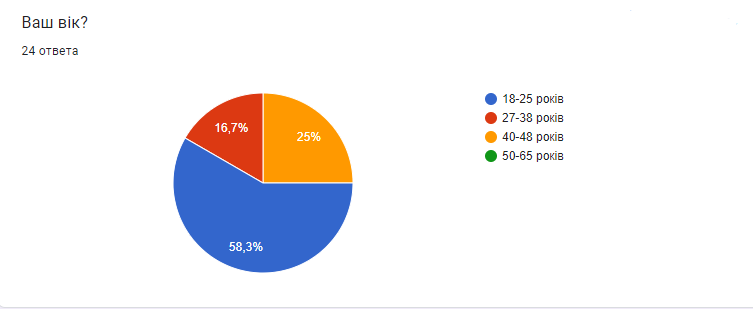 Ваш вік?
24 ответа
16,7%
25%
58,3%
18-25 років
27-38 років
40-48 років
50-65 років